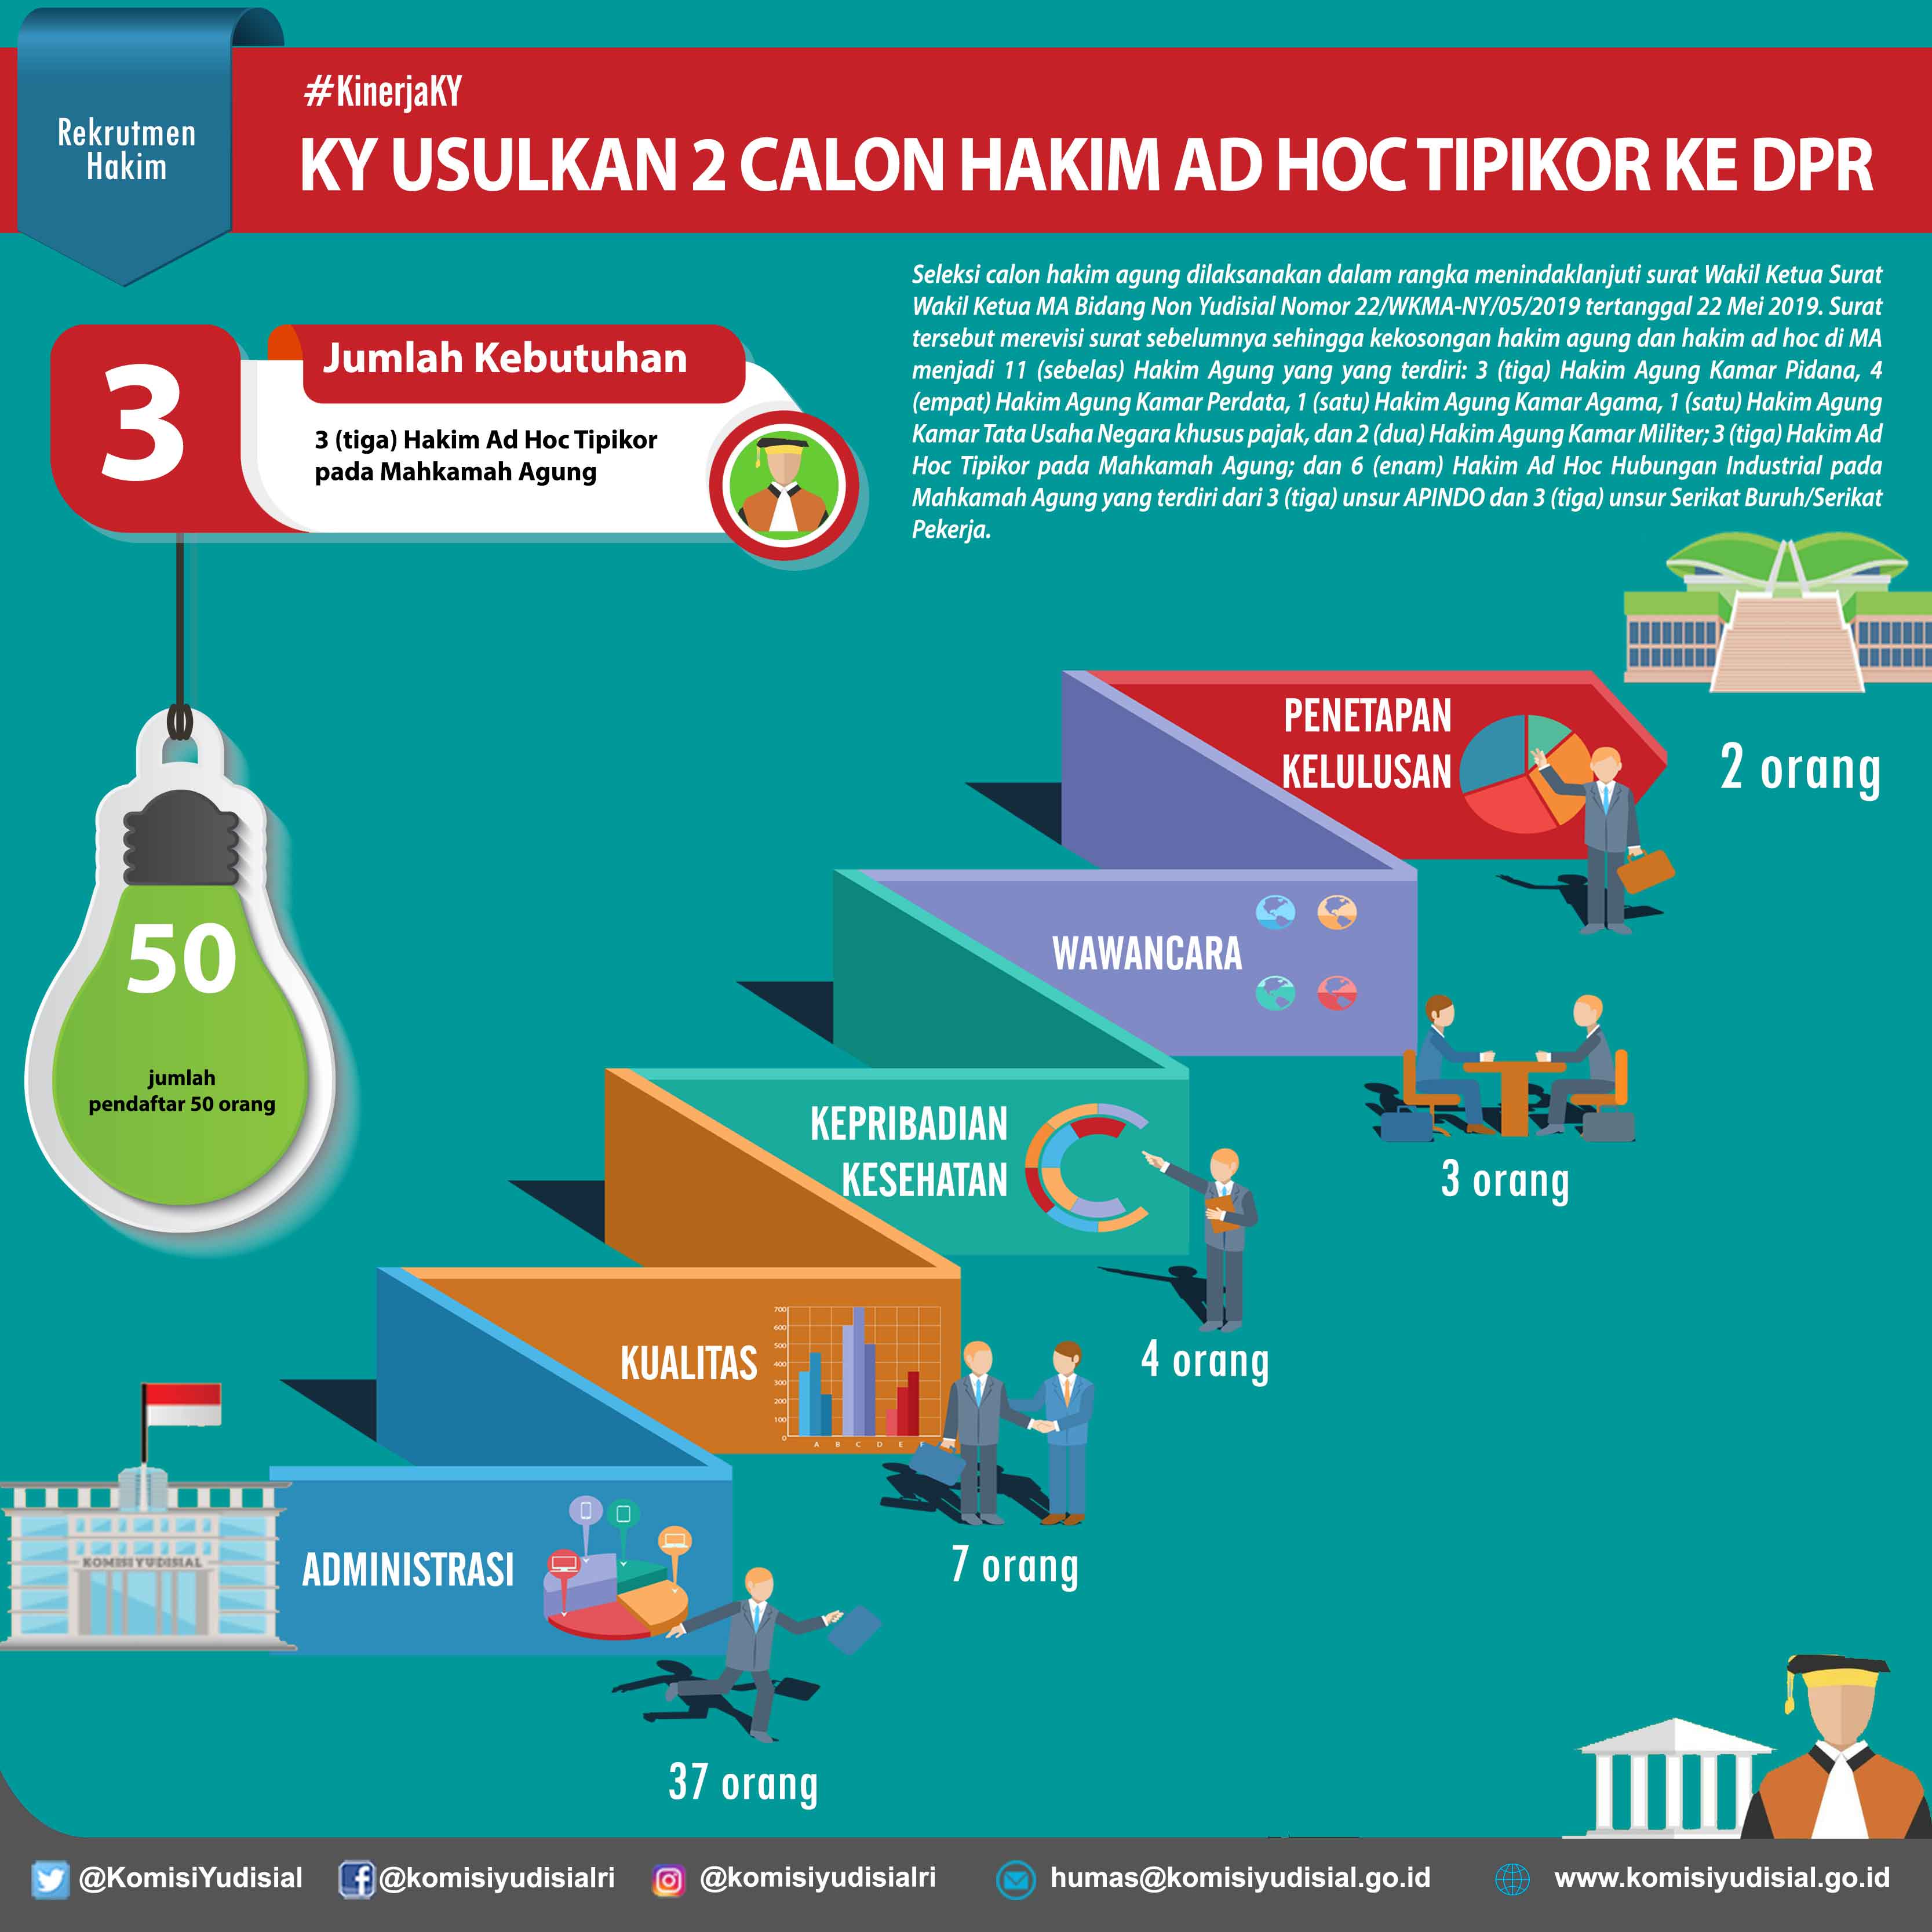 Rekrutmen
Hakim
#KinerjaKY
KY USULKAN 2 CALON HAKIM AD HOC TIPIKOR KE DPR
3
Jumlah Kebutuhan
3 (tiga) Hakim Ad Hoc Tipikor
pada Mahkamah Agung
Seleksi calon hakim agung dilaksanakan dalam rangka menindaklanjuti surat Wakil Ketua Surat
Wakil Ketua MA Bidang Non Yudisial Nomor 22/WKMA-NY/05/2019 tertanggal 22 Mei 2019. Surat
tersebut merevisi surat sebelumnya sehingga kekosongan hakim agung dan hakim ad hoc di MA
menjadi 11 (sebelas) Hakim Agung yang yang terdiri: 3 (tiga) Hakim Agung Kamar Pidana, 4
(empat) Hakim Agung Kamar Perdata, 1 (satu) Hakim Agung Kamar Agama, 1 (satu) Hakim Agung
Kamar Tata Usaha Negara khusus pajak, dan 2 (dua) Hakim Agung Kamar Militer; 3 (tiga) Hakim Ad
Hoc Tipikor pada Mahkamah Agung; dan 6 (enam) Hakim Ad Hoc Hubungan Industrial pada
Mahkamah Agung yang terdiri dari 3 (tiga) unsur APINDO dan 3 (tiga) unsur Serikat Buruh/Serikat
Pekerja.
50
jumlah
pendaftar 50 orang
PENETAPAN
KELULUSAN
2 orang
WAWANCARA
3 orang
KEPRIBADIAN
KESEHATAN
4 orang
KUALITAS
700
600
500
400
300
200
100
0
A B C D E F
7 orang
KOMISI YUDISIAL
ADMINISTRASI
37 orang
@KomisiYudisial
@komisiyudisialri
@komisiyudisialri
humas@komisiyudisial.go.id
www.komisiyudisial.go.id